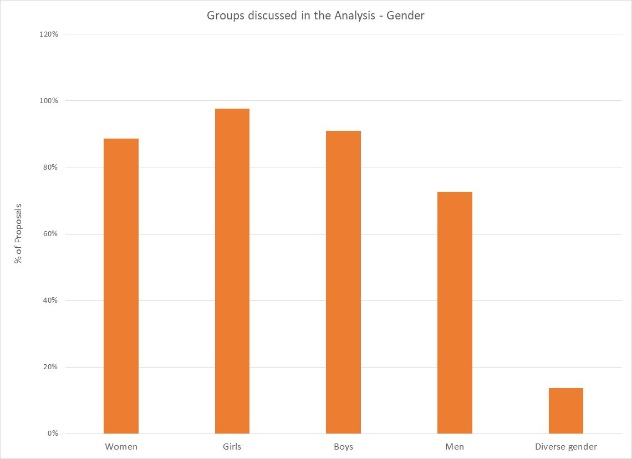 Groups discussed in the Analysis - Gender
120%
100%
80%
60%
40%
20%
0%
% of Proposals
Women Girls Boys Men Diverse gender